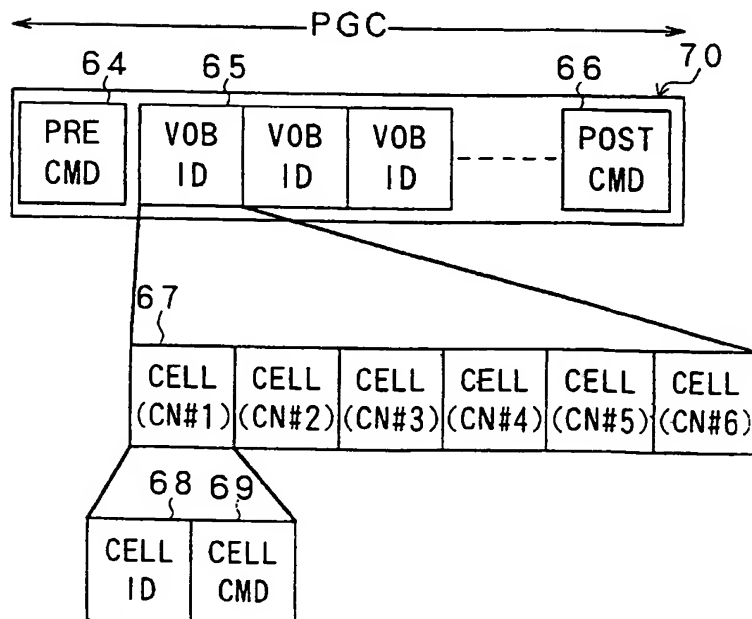 PGC
64 65 66 70
PRE CMD VOB ID VOB ID VOB ID POST CMD
67
CELL (CN#1) CELL (CN#2) CELL (CN#3) CELL (CN#4) CELL (CN#5) CELL (CN#6)
68 69
CELL ID CELL CMD